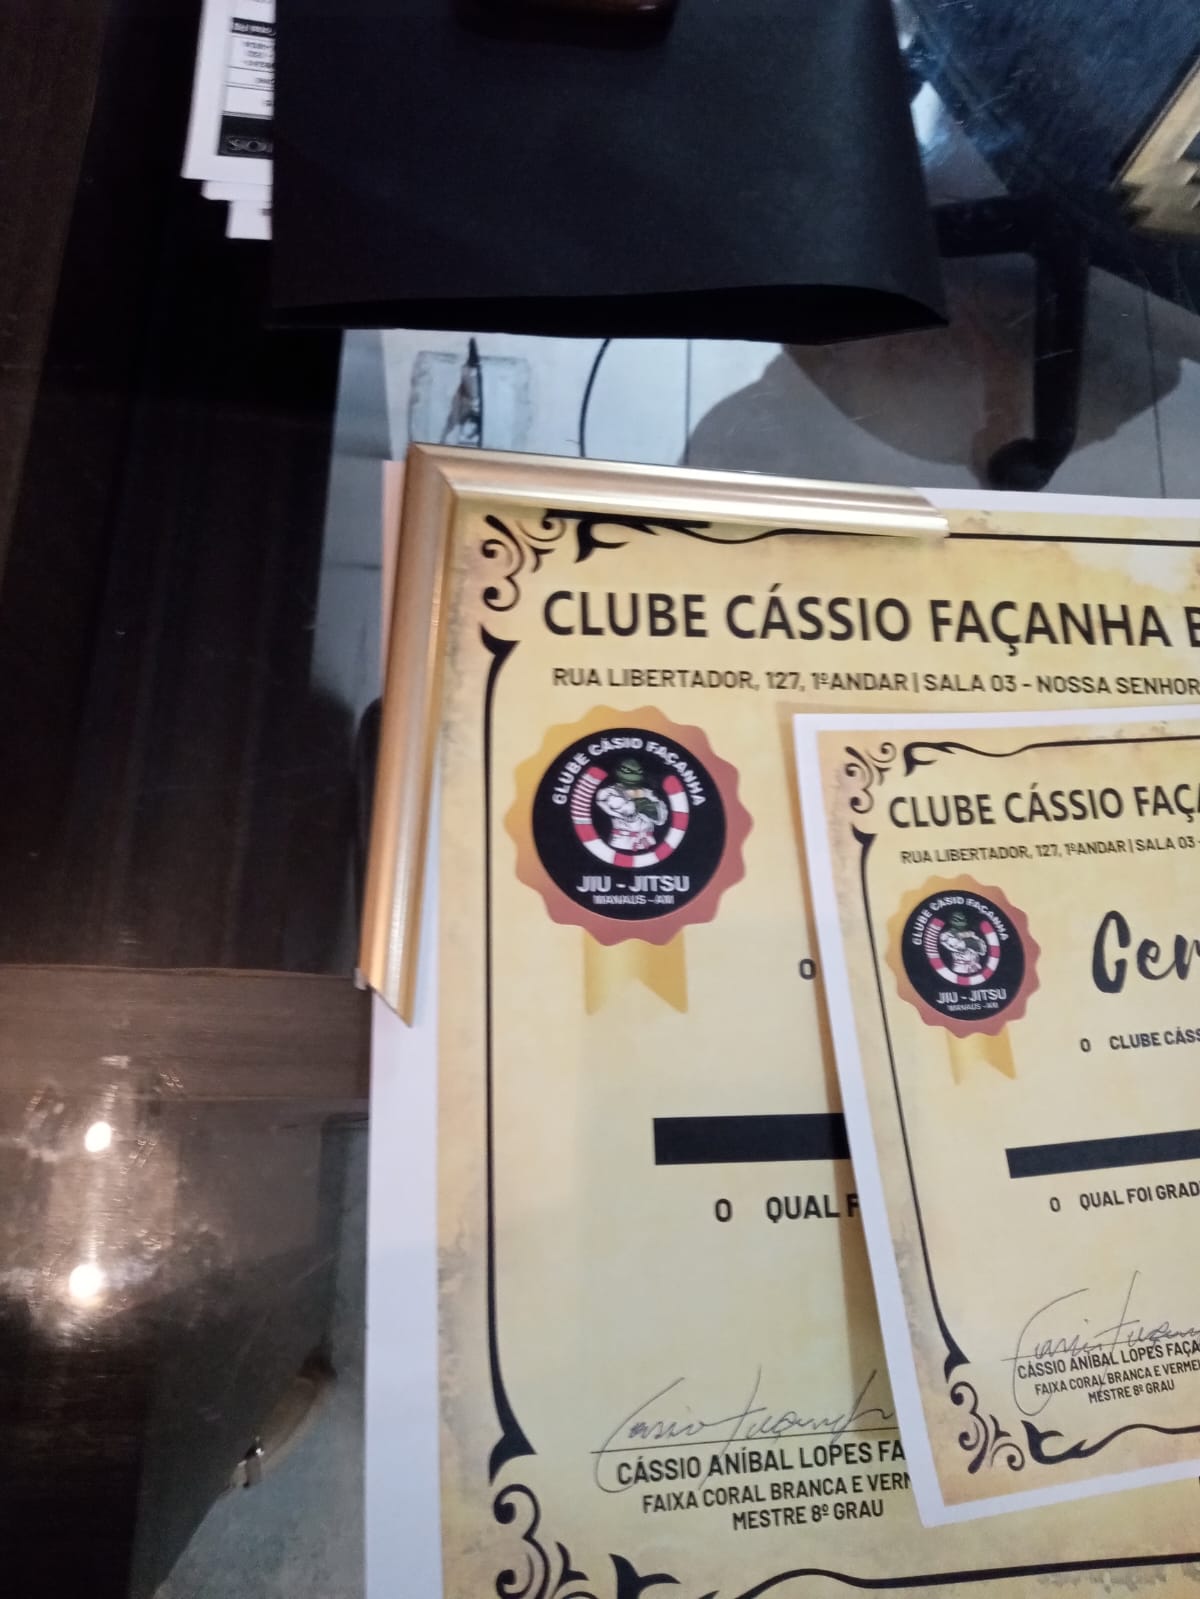 CLUBE CÁSSIO FAÇANHA
RUA LIBERTADOR, 127, 1ºANDAR | SALA 03 - NOSSA SENHOR
CLUBE CÁSIO FAÇANHA
JIU - JITSU
MANAUS - AM
O
O QUAL F
CÁSSIO ANÍBAL LOPES FA
FAIXA CORAL BRANCA E VERM
MESTRE 8º GRAU
CLUBE CÁSSIO FAÇA
RUA LIBERTADOR, 127, 1ºANDAR | SALA 03 -
CLUBE CÁSIO FAÇANHA
JIU - JITSU
MANAUS - AM
Cer
O CLUBE CÁSS
O QUAL FOI GRAD
CÁSSIO ANÍBAL LOPES FAÇA
FAIXA CORAL BRANCA E VERMEL
MESTRE 8º GRAU